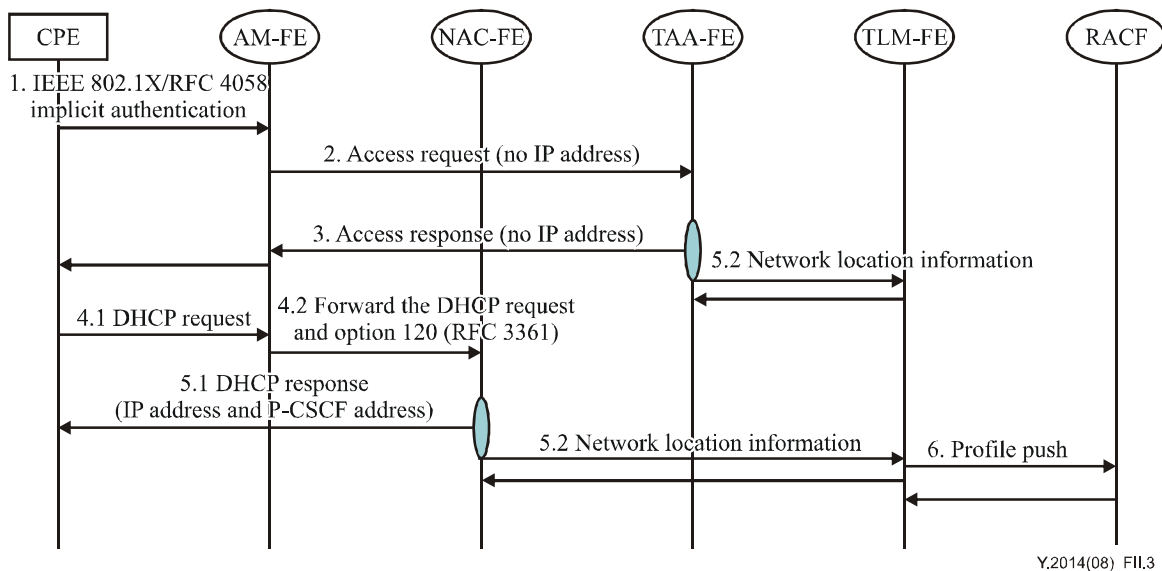 CPE
AM-FE
NAC-FE
TAA-FE
TLM-FE
RACF
1. IEEE 802.1X/RFC 4058
implicit authentication
2. Access request (no IP address)
3. Access response (no IP address)
5.2 Network location information
4.1 DHCP request
4.2 Forward the DHCP request
and option 120 (RFC 3361)
5.1 DHCP response
(IP address and P-CSCF address)
5.2 Network location information
6. Profile push
Y.2014(08)_FII.3